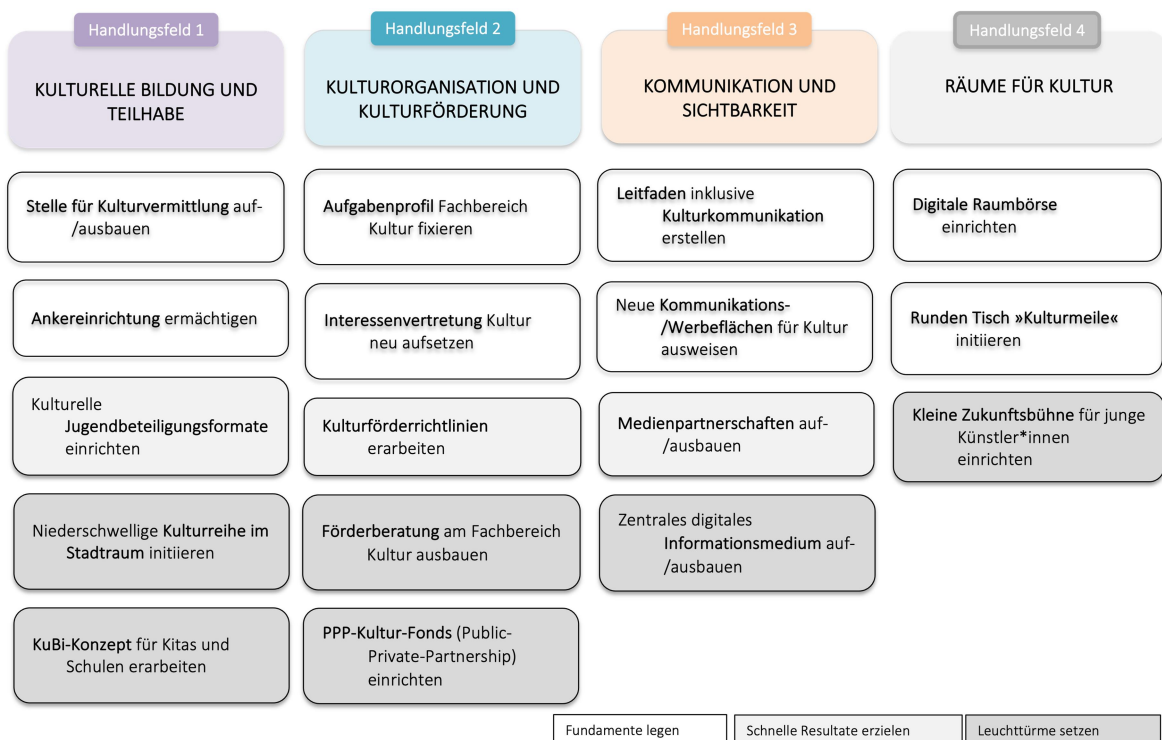 Handlungsfeld 1
KULTURELLE BILDUNG UND
TEILHABE
Stelle für Kulturvermittlung auf-
/ausbauen
Ankereinrichtung ermächtigen
Kulturelle
Jugendbeteiligungsformate
einrichten
Niederschwellige Kulturreihe im
Stadtraum initiieren
KuBi-Konzept für Kitas und
Schulen erarbeiten
Handlungsfeld 2
KULTURORGANISATION UND
KULTURFÖRDERUNG
Aufgabenprofil Fachbereich
Kultur fixieren
Interessenvertretung Kultur
neu aufsetzen
Kulturförderrichtlinien
erarbeiten
Förderberatung am Fachbereich
Kultur ausbauen
PPP-Kultur-Fonds (Public-
Private-Partnership)
einrichten
Handlungsfeld 3
KOMMUNIKATION UND
SICHTBARKEIT
Leitfaden inklusive
Kulturkommunikation
erstellen
Neue Kommunikations-
/Werbeflächen für Kultur
ausweisen
Medienpartnerschaften auf-
/ausbauen
Zentrales digitales
Informationsmedium auf-
/ausbauen
Handlungsfeld 4
RÄUME FÜR KULTUR
Digitale Raumbörse
einrichten
Runden Tisch »Kulturmeile«
initiieren
Kleine Zukunftsbühne für junge
Künstler*innen
einrichten
Fundamente legen
Schnelle Resultate erzielen
Leuchttürme setzen